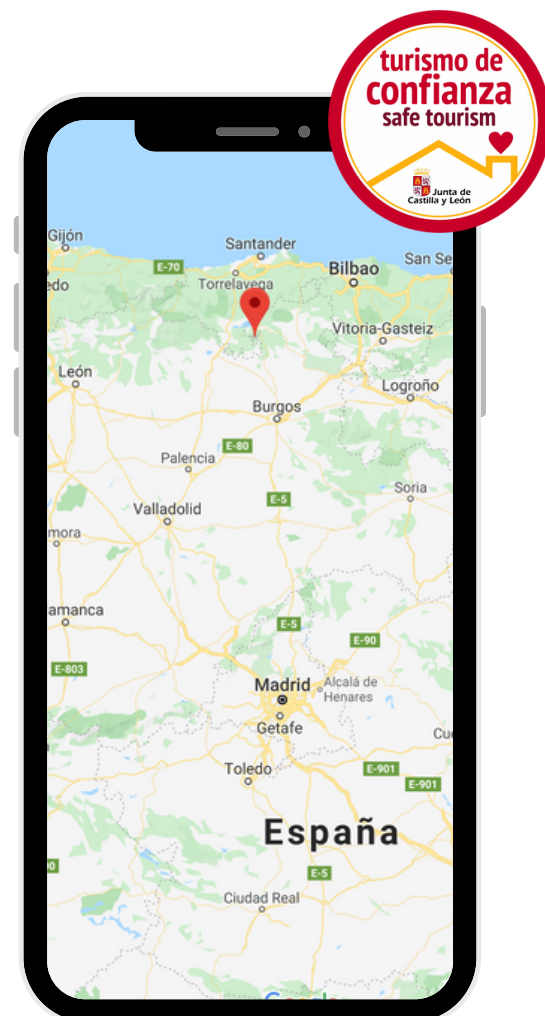 turismo de
confianza
safe tourism
Junta de
Castilla y León
Gijón
Santander
E-70
Bilbao
San Se
edo
Torrelavega
Vitoria-Gasteiz
León
Logroño
Burgos
E-80
Palencia
Soria
E-5
Valladolid
mora
amanca
E-5
E-90
E-803
Madrid
Alcalá de
Henares
Getafe
Cu
Toledo
E-901
E-901
España
0
E-5
Ciudad Real